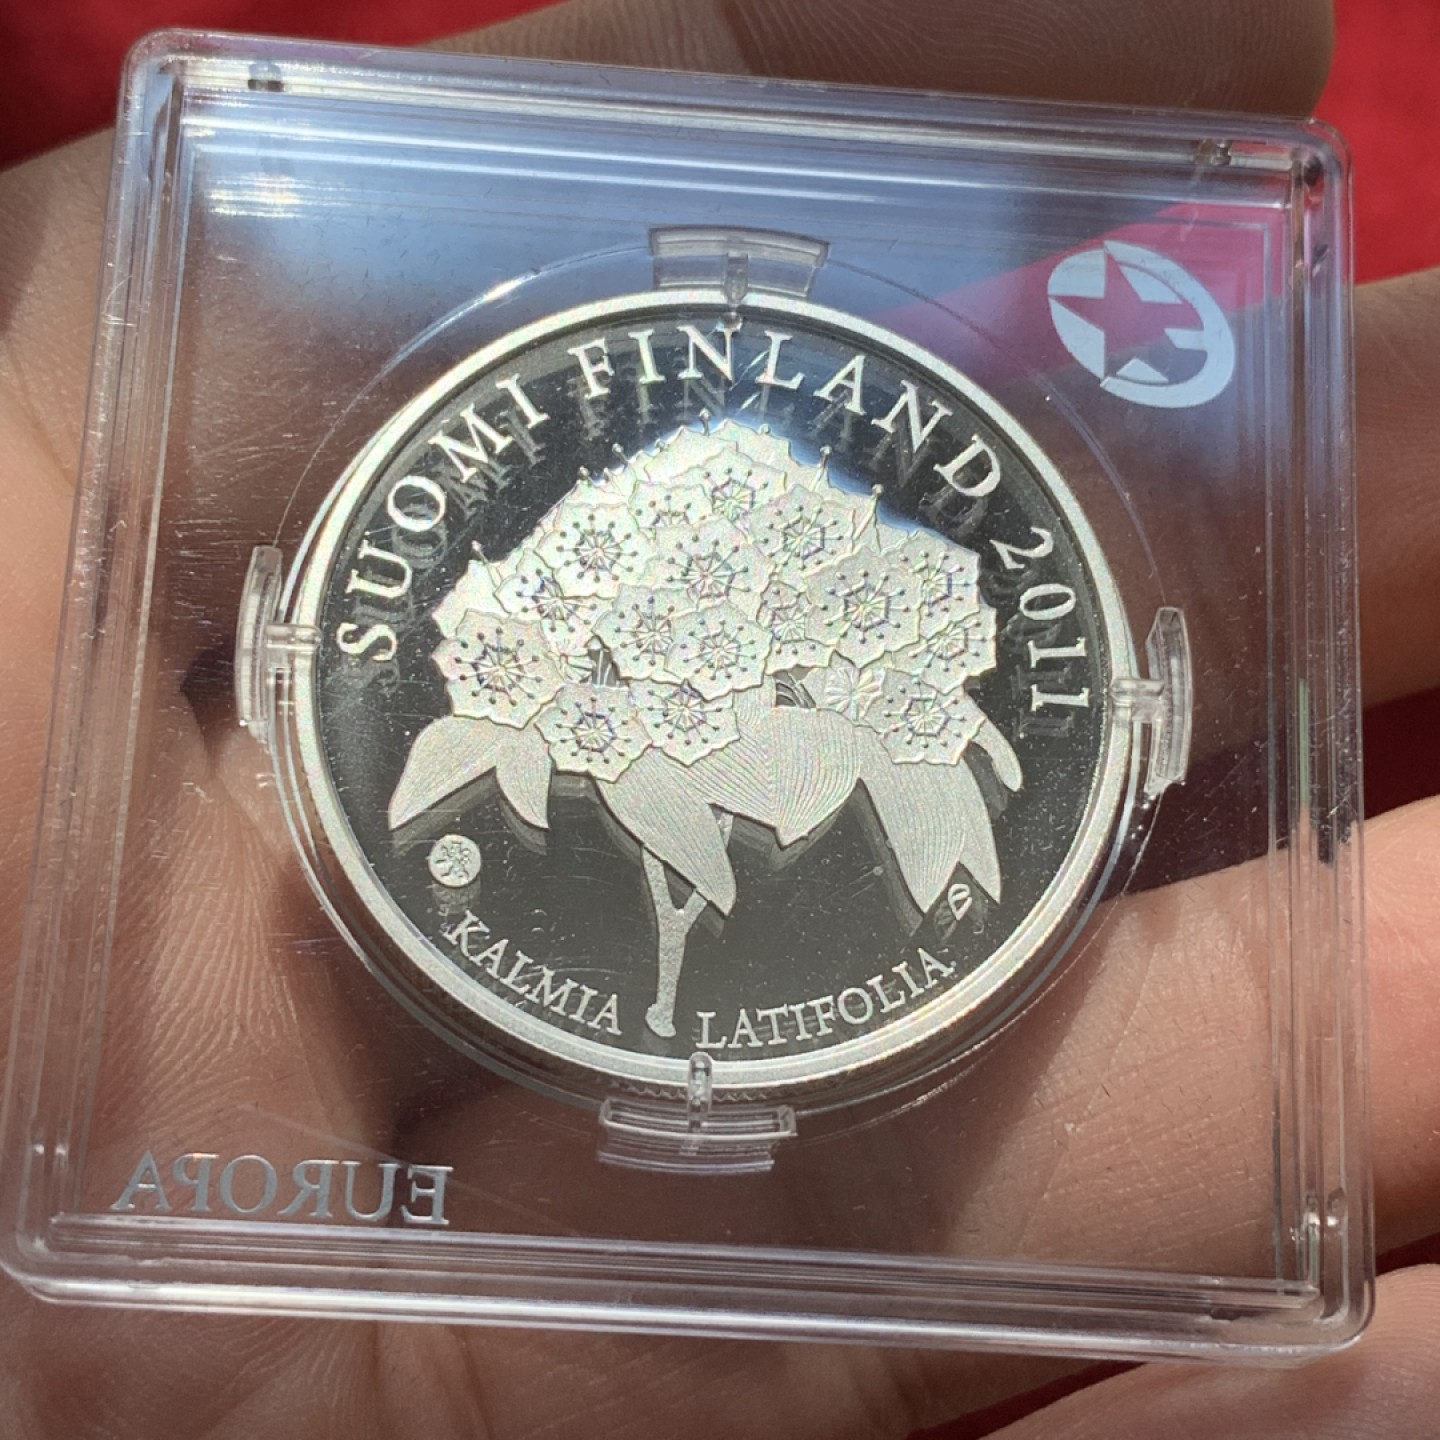 SUOMI FINLAND 2011
KALMIA LATIFOLIA
EUROPA